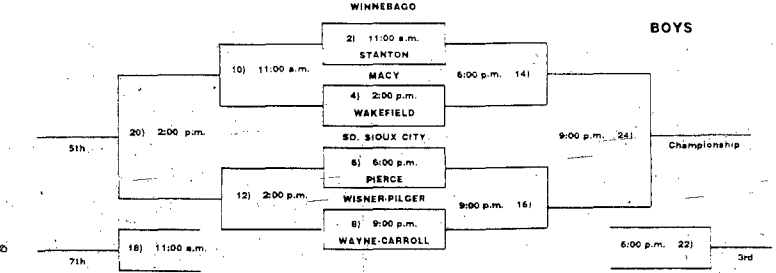 WINNEBAGO
BOYS
2) 11:00 a.m.
STANTON
10) 11:00 a.m.
MACY
6:00 p.m. 14)
4) 2:00 p.m.
WAKEFIELD
20) 2:00 p.m.
SO. SIOUX CITY
9:00 p.m. 24)
5th
Championship
6) 6:00 p.m.
PIERCE
12) 2:00 p.m.
WISNER-PILGER
9:00 p.m. 16)
8) 9:00 p.m.
WAYNE-CARROLL
18) 11:00 a.m.
6:00 p.m. 22)
7th
3rd